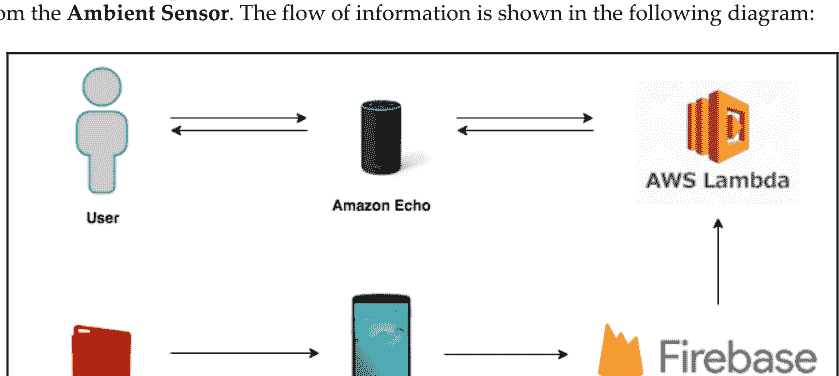 om the Ambient Sensor. The flow of information is shown in the following diagram:
AWS Lambda
Amazon Echo
User
Firebase